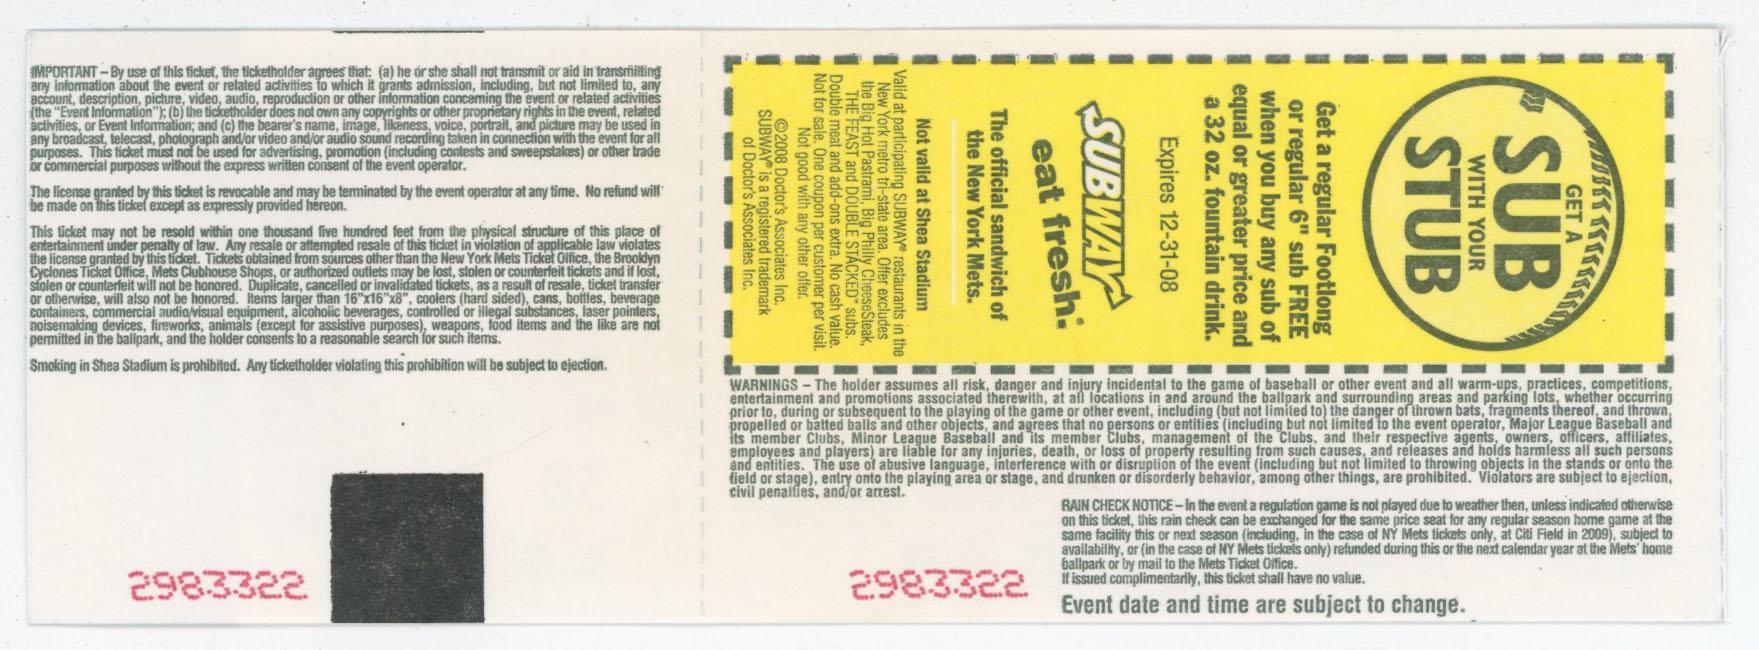 IMPORTANT – By use of this ticket, the ticketholder agrees that: (a) he or she shall not transmit or aid in transmitting
any information about the event or related activities to which it grants admission, including, but not limited to, any
account, description, picture, video, audio, reproduction or other information concerning the event or related activities
(the "Event Information"); (b) the ticketholder does not own any copyrights or other proprietary rights in the event, related
activities, or Event Information; and (c) the bearer's name, image, likeness, voice, portrait, and picture may be used in
any broadcast, telecast, photograph and/or video and/or audio sound recording taken in connection with the event for all
purposes. This ticket must not be used for advertising, promotion (including contests and sweepstakes) or other trade
or commercial purposes without the express written consent of the event operator.
The license granted by this ticket is revocable and may be terminated by the event operator at any time. No refund will
be made on this ticket except as expressly provided hereon.
This ticket may not be resold within one thousand five hundred feet from the physical structure of this place of
entertainment under penalty of law. Any resale or attempted resale of this ticket in violation of applicable law violates
the license granted by this ticket. Tickets obtained from sources other than the New York Mets Ticket Office, the Brooklyn
Cyclones Ticket Office, Mets Clubhouse Shops, or authorized outlets may be lost, stolen or counterfeit tickets and if lost,
stolen or counterfeit will not be honored. Duplicate, cancelled or invalidated tickets, as a result of resale, ticket transfer
or otherwise, will also not be honored. Items larger than 16"x16"x8", coolers (hard sided), cans, bottles, beverage
containers, commercial audio/visual equipment, alcoholic beverages, controlled or illegal substances, laser pointers,
noisemaking devices, fireworks, animals (except for assistive purposes), weapons, food items and the like are not
permitted in the ballpark, and the holder consents to a reasonable search for such items.
Smoking in Shea Stadium is prohibited. Any ticketholder violating this prohibition will be subject to ejection.
2983322
GET A
SUB
WITH YOUR
STUB
Get a regular Footlong
or regular 6" sub FREE
when you buy any sub of
equal or greater price and
a 32 oz. fountain drink.
Expires 12-31-08
SUBWAY
eat fresh.®
The official sandwich of
the New York Mets.
Not valid at Shea Stadium
Valid at participating SUBWAY® restaurants in the
New York metro tri-state area. Offer excludes
the Big Hot Pastrami, Big Philly CheeseSteak,
THE FEAST and DOUBLE STACKED™ subs.
Double meat and add-ons extra. No cash value.
Not for sale. One coupon per customer per visit.
Not good with any other offer.
©2008 Doctor's Associates Inc.
SUBWAY® is a registered trademark
of Doctor's Associates Inc.
WARNINGS – The holder assumes all risk, danger and injury incidental to the game of baseball or other event and all warm-ups, practices, competitions,
entertainment and promotions associated therewith, at all locations in and around the ballpark and surrounding areas and parking lots, whether occurring
prior to, during or subsequent to the playing of the game or other event, including (but not limited to) the danger of thrown bats, fragments thereof, and thrown,
propelled or batted balls and other objects, and agrees that no persons or entities (including but not limited to the event operator, Major League Baseball and
its member Clubs, Minor League Baseball and its member Clubs, management of the Clubs, and their respective agents, owners, officers, affiliates,
employees and players) are liable for any injuries, death, or loss of property resulting from such causes, and releases and holds harmless all such persons
and entities. The use of abusive language, interference with or disruption of the event (including but not limited to throwing objects in the stands or onto the
field or stage), entry onto the playing area or stage, and drunken or disorderly behavior, among other things, are prohibited. Violators are subject to ejection,
civil penalties, and/or arrest.
RAIN CHECK NOTICE – In the event a regulation game is not played due to weather then, unless indicated otherwise
on this ticket, this rain check can be exchanged for the same price seat for any regular season home game at the
same facility this or next season (including, in the case of NY Mets tickets only, at Citi Field in 2009), subject to
availability, or (in the case of NY Mets tickets only) refunded during this or the next calendar year at the Mets' home
ballpark or by mail to the Mets Ticket Office.
If issued complimentarily, this ticket shall have no value.
Event date and time are subject to change.
2983322